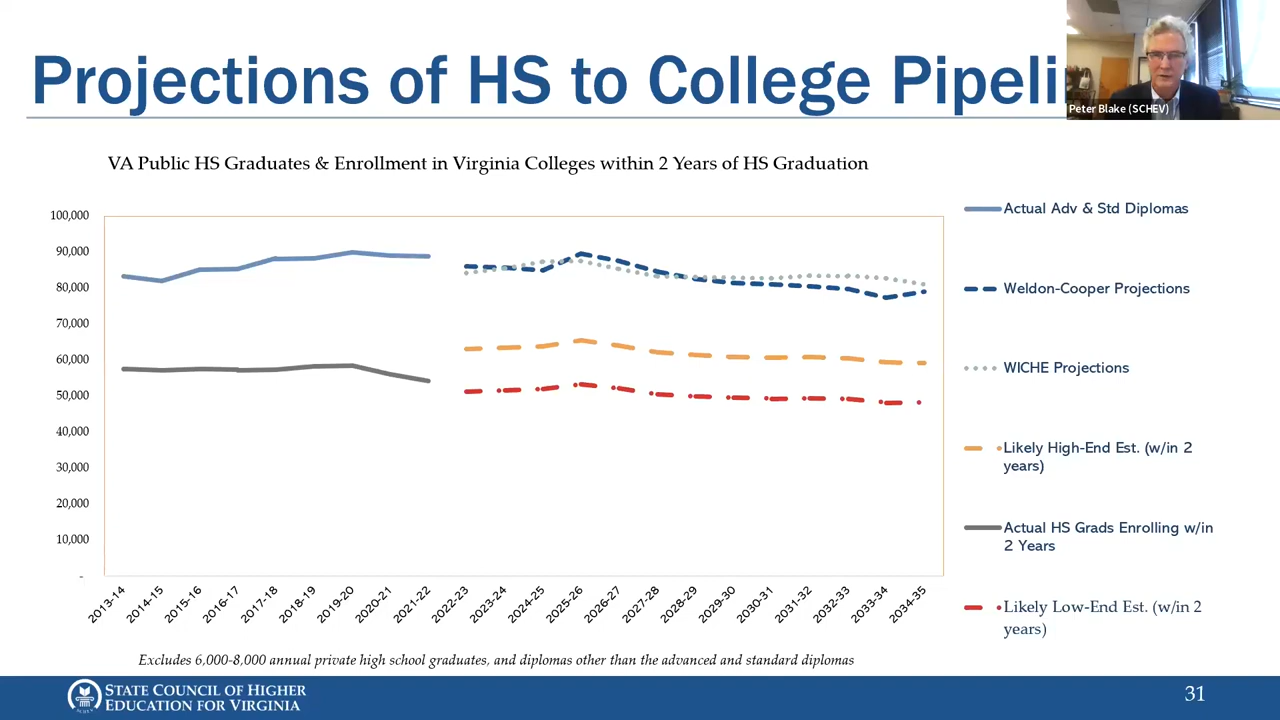 Projections of HS to College Pipeli
Peter Blake (SCHEV)
VA Public HS Graduates & Enrollment in Virginia Colleges within 2 Years of HS Graduation
100,000
90,000
80,000
70,000
60,000
50,000
40,000
30,000
20,000
10,000
-
2013-14
2014-15
2015-16
2016-17
2017-18
2018-19
2019-20
2020-21
2021-22
2022-23
2023-24
2024-25
2025-26
2026-27
2027-28
2028-29
2029-30
2030-31
2031-32
2032-33
2033-34
2034-35
Actual Adv & Std Diplomas
Weldon-Cooper Projections
WICHE Projections
Likely High-End Est. (w/in 2
years)
Actual HS Grads Enrolling w/in
2 Years
Likely Low-End Est. (w/in 2
years)
Excludes 6,000-8,000 annual private high school graduates, and diplomas other than the advanced and standard diplomas
STATE COUNCIL OF HIGHER
EDUCATION FOR VIRGINIA
31